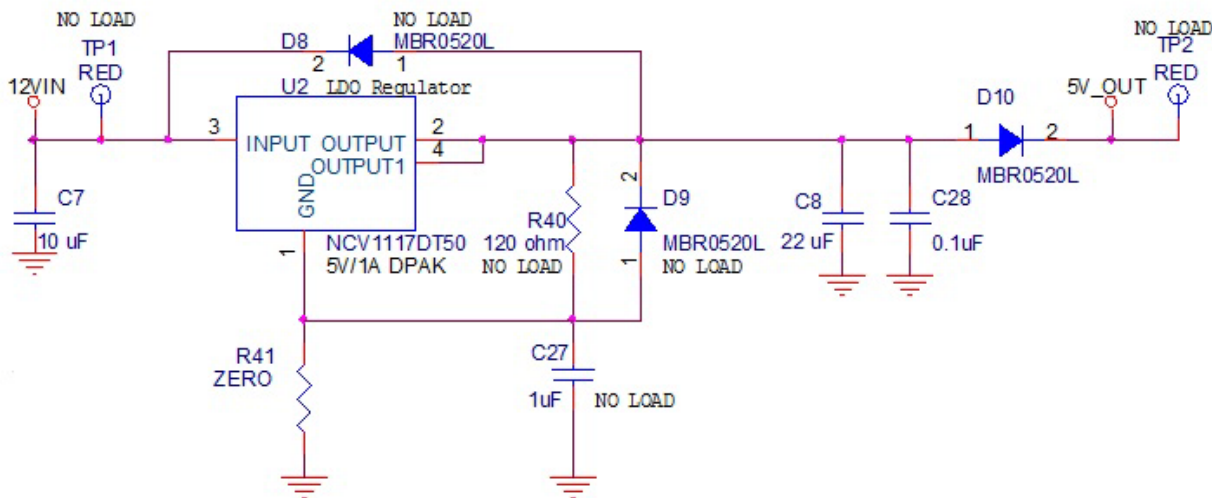 NO LOAD
TP1
RED
12VIN
D8
2
1
NO LOAD
MBR0520L
U2 LDO Regulator
3
INPUT OUTPUT
OUTPUT1
GND
2
4
1
NCV1117DT50
5V/1A DPAK
C7
10 uF
R40
120 ohm
NO LOAD
2
D9
MBR0520L
1
NO LOAD
C8
22 uF
C28
0.1uF
D10
1
2
MBR0520L
5V_OUT
NO LOAD
TP2
RED
R41
ZERO
C27
1uF
NO LOAD